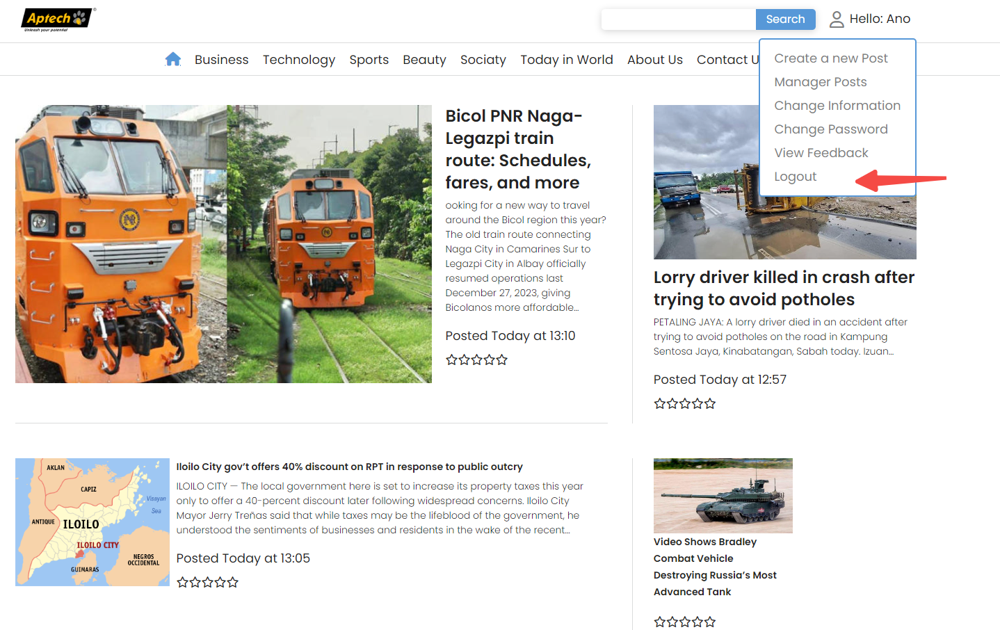 Aptech
Unleash your potential
Search
Hello: Ano
Business
Technology
Sports
Beauty
Sociaty
Today in World
About Us
Contact U
Create a new Post
Manager Posts
Change Information
Change Password
View Feedback
Logout
Bicol PNR Naga-
Legazpi train
route: Schedules,
fares, and more
ooking for a new way to travel
around the Bicol region this year?
The old train route connecting
Naga City in Camarines Sur to
Legazpi City in Albay officially
resumed operations last
December 27, 2023, giving
Bicolanos more affordable...
Posted Today at 13:10
Lorry driver killed in crash after
trying to avoid potholes
PETALING JAYA: A lorry driver died in an accident after
trying to avoid potholes on the road in Kampung
Sentosa Jaya, Kinabatangan, Sabah today. Izuan...
Posted Today at 12:57
AKLAN
CAPIZ
Visayan
Sea
ANTIQUE
ILOILO
ILOILO CITY
NEGROS
OCCIDENTAL
GUIMARAS
Iloilo City gov’t offers 40% discount on RPT in response to public outcry
ILOILO CITY — The local government here is set to increase its property taxes this year
only to offer a 40-percent discount later following widespread concerns. Iloilo City
Mayor Jerry Treñas said that while taxes may be the lifeblood of the government, he
understood the sentiments of businesses and residents in the wake of the recent...
Posted Today at 13:05
Video Shows Bradley
Combat Vehicle
Destroying Russia’s Most
Advanced Tank